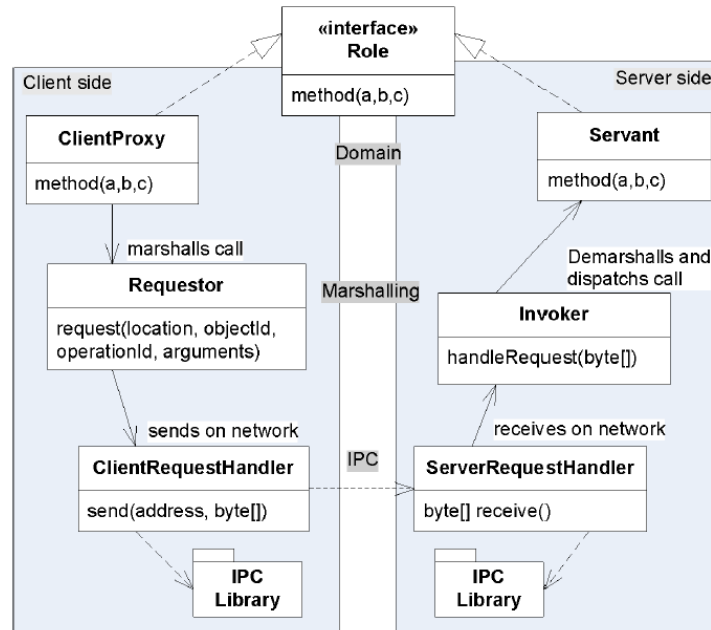 «interface»
Role
method(a,b,c)
Client side
Server side
ClientProxy
method(a,b,c)
Domain
Servant
method(a,b,c)
marshalls call
Demarshalls and
dispatchs call
Requestor
request(location, objectId,
operationId, arguments)
Marshalling
Invoker
handleRequest(byte[])
sends on network
receives on network
ClientRequestHandler
send(address, byte[])
IPC
ServerRequestHandler
byte[] receive()
IPC
Library
IPC
Library